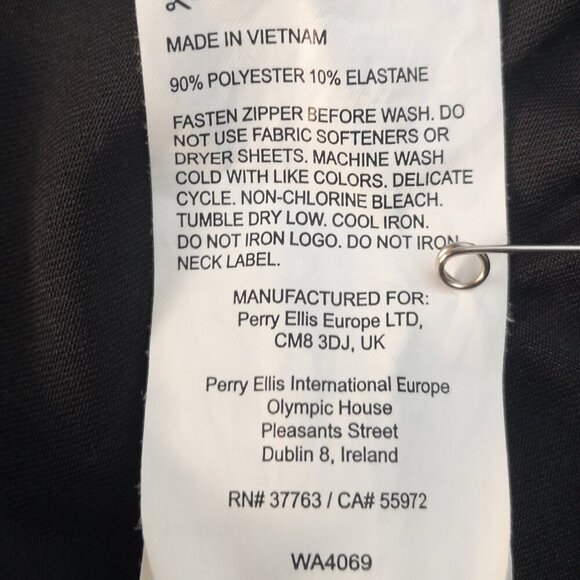 MADE IN VIETNAM
90% POLYESTER 10% ELASTANE
FASTEN ZIPPER BEFORE WASH. DO
NOT USE FABRIC SOFTENERS OR
DRYER SHEETS. MACHINE WASH
COLD WITH LIKE COLORS. DELICATE
CYCLE. NON-CHLORINE BLEACH.
TUMBLE DRY LOW. COOL IRON.
DO NOT IRON LOGO. DO NOT IRON
NECK LABEL.
MANUFACTURED FOR:
Perry Ellis Europe LTD,
CM8 3DJ, UK
Perry Ellis International Europe
Olympic House
Pleasants Street
Dublin 8, Ireland
RN# 37763 / CA# 55972
WA4069